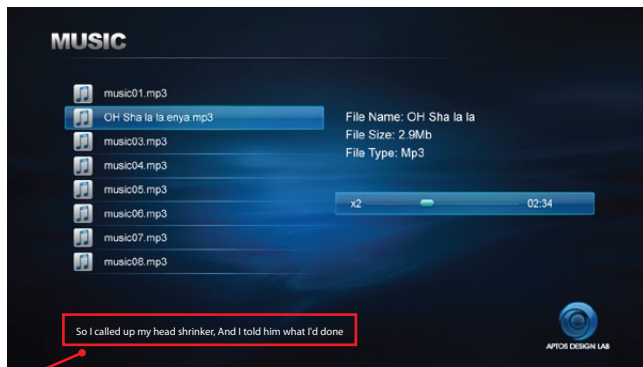 MUSIC
music01.mp3
OH Sha la la.enya mp3
music03.mp3
music04.mp3
music05.mp3
music06.mp3
music07.mp3
music08.mp3
File Name: OH Sha la la
File Size: 2.9Mb
File Type: Mp3
x2 02:34
So I called up my head shrinker, And I told him what I'd done
APTOS DESIGN LAB